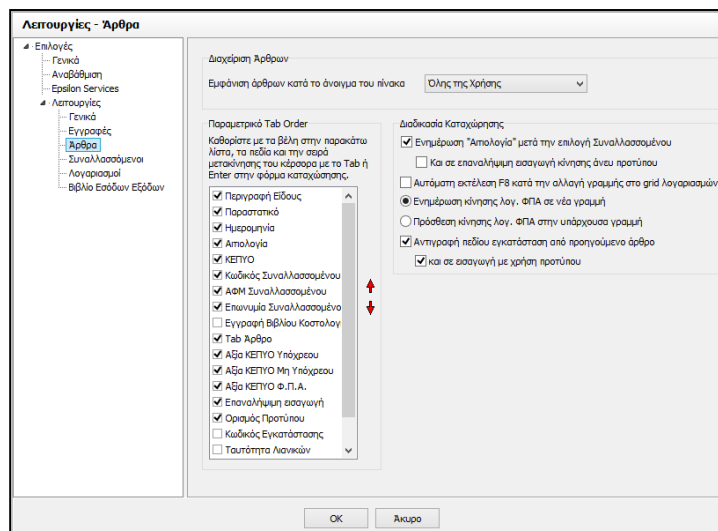 Λειτουργίες - Άρθρα
Επιλογές
Γενικά
Αναβάθμιση
Epsilon Services
Λειτουργίες
Γενικά
Εγγραφές
Άρθρα
Συναλλασσόμενοι
Λογαριασμοί
Βιβλίο Εσόδων Εξόδων
Διαχείριση Άρθρων
Εμφάνιση άρθρων κατά το άνοιγμα του πίνακα
Όλης της Χρήσης
Παραμετρικό Tab Order
Καθορίστε με τα βέλη στην παρακάτω
λίστα, τα πεδία και την σειρά
μετακίνησης του κέρσορα με το Tab ή
Enter στην φόρμα καταχώσησης.
Περιγραφή Είδους
Παραστατικό
Ημερομηνία
Αιτιολογία
ΚΕΠΥΟ
Κωδικός Συναλλασσομένου
ΑΦΜ Συναλλασσομένου
Επωνυμία Συναλλασσομένο
Εγγραφή Βιβλίου Κοστολογ
Tab Άρθρο
Αξία ΚΕΠΥΟ Υπόχρεου
Αξία ΚΕΠΥΟ Μη Υπόχρεου
Αξία ΚΕΠΥΟ Φ.Π.Α.
Επαναλήψιμη εισαγωγή
Ορισμός Προτύπου
Κωδικός Εγκατάστασης
Ταυτότητα Λιανικών
Διαδικασία Καταχώρησης
Ενημέρωση "Αιτιολογία" μετά την επιλογή Συναλλασσομένου
Και σε επαναλήψιμη εισαγωγή κίνησης άνευ προτύπου
Αυτόματη εκτέλεση F8 κατά την αλλαγή γραμμής στο grid λογαριασμών
Ενημέρωση κίνησης λογ. ΦΠΑ σε νέα γραμμή
Πρόσθεση κίνησης λογ. ΦΠΑ στην υπάρχουσα γραμμή
Αντιγραφή πεδίου εγκατάσταση από προηγούμενο άρθρο
και σε εισαγωγή με χρήση προτύπου
OK
Άκυρο